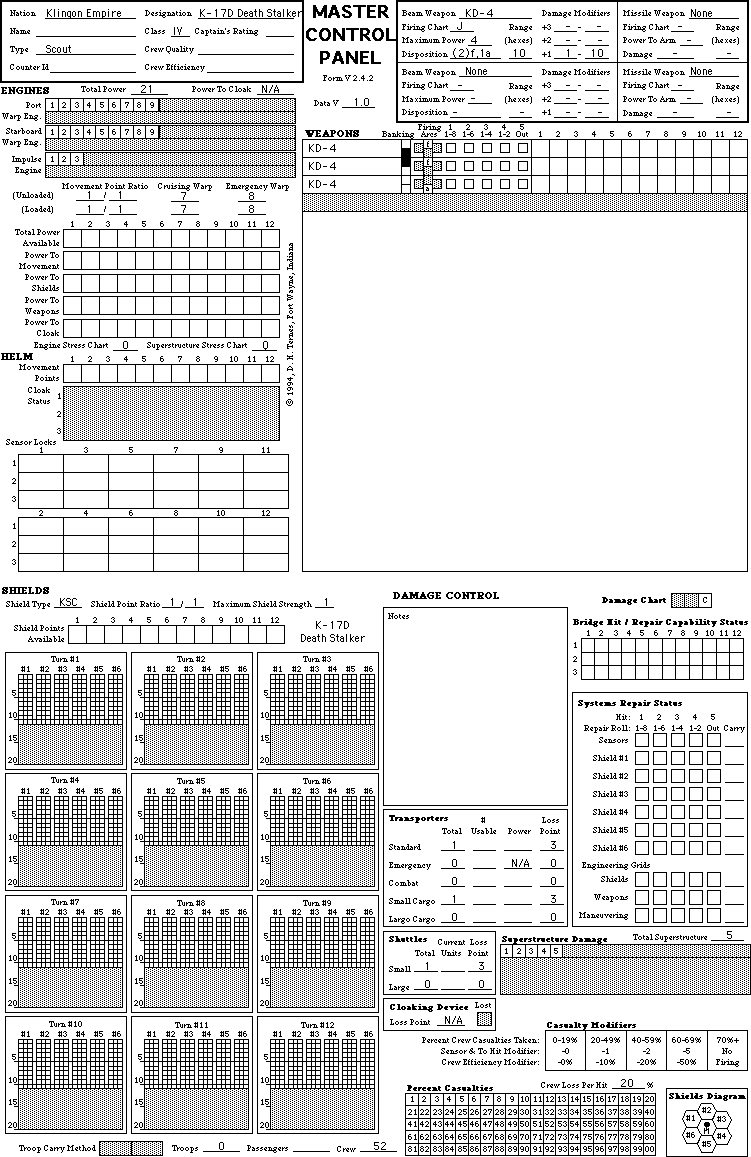 Nation Klingon Empire Designation K-17D Death Stalker
Name Class IV Captain's Rating
Type Scout Crew Quality
Counter Id Crew Efficiency
MASTER CONTROL PANEL
Form V 2.4.2
Data V 1.0
Beam Weapon KD-4 Damage Modifiers
Firing Chart J Range +3 - - -
Maximum Power 4 (hexes) +2 - - -
Disposition (2)f,1a 10 +1 1 - 10
Missile Weapon None
Firing Chart - Range
Power To Arm - (hexes)
Damage - -
Beam Weapon None Damage Modifiers
Firing Chart - Range +3 - - -
Maximum Power - (hexes) +2 - - -
Disposition - - +1 - - -
Missile Weapon None
Firing Chart - Range
Power To Arm - (hexes)
Damage - -
ENGINES Total Power 21 Power To Cloak N/A
Port Warp Eng. 1 2 3 4 5 6 7 8 9
Starboard Warp Eng. 1 2 3 4 5 6 7 8 9
Impulse Engine 1 2 3
Movement Point Ratio Cruising Warp Emergency Warp
(Unloaded) 1 / 1 7 8
(Loaded) 1 / 1 7 8
1 2 3 4 5 6 7 8 9 10 11 12
Total Power Available
Power To Movement
Power To Shields
Power To Weapons
Power To Cloak
Engine Stress Chart 0 Superstructure Stress Chart 0
© 1994, D. H. Ternes, Fort Wayne, Indiana
WEAPONS Banking Firing Arcs 1 1-8 2 1-6 3 1-4 4 1-2 5 Out 1 2 3 4 5 6 7 8 9 10 11 12
KD-4
KD-4
KD-4
HELM 1 2 3 4 5 6 7 8 9 10 11 12
Movement Points
Cloak Status 1 2 3
Sensor Locks
1 3 5 7 9 11
1
2
3
2 4 6 8 10 12
1
2
3
SHIELDS
Shield Type KSC Shield Point Ratio 1 / 1 Maximum Shield Strength 1
1 2 3 4 5 6 7 8 9 10 11 12
Shield Points Available
K-17D
Death Stalker
Turn #1 Turn #2 Turn #3
#1 #2 #3 #4 #5 #6 #1 #2 #3 #4 #5 #6 #1 #2 #3 #4 #5 #6
5 5 5
10 10 10
15 15 15
20 20 20
Turn #4 Turn #5 Turn #6
#1 #2 #3 #4 #5 #6 #1 #2 #3 #4 #5 #6 #1 #2 #3 #4 #5 #6
5 5 5
10 10 10
15 15 15
20 20 20
Turn #7 Turn #8 Turn #9
#1 #2 #3 #4 #5 #6 #1 #2 #3 #4 #5 #6 #1 #2 #3 #4 #5 #6
5 5 5
10 10 10
15 15 15
20 20 20
Turn #10 Turn #11 Turn #12
#1 #2 #3 #4 #5 #6 #1 #2 #3 #4 #5 #6 #1 #2 #3 #4 #5 #6
5 5 5
10 10 10
15 15 15
20 20 20
Troop Carry Method Troops 0 Passengers Crew 52
DAMAGE CONTROL
Notes
Damage Chart C
Bridge Hit / Repair Capability Status
1 2 3 4 5 6 7 8 9 10 11 12
1
2
3
Systems Repair Status
Hit: 1 2 3 4 5
Repair Roll: 1-8 1-6 1-4 1-2 Out Carry
Sensors
Shield #1
Shield #2
Shield #3
Shield #4
Shield #5
Shield #6
Engineering Grids
Shields
Weapons
Maneuvering
Transporters Total # Usable Power Loss Point
Standard 1 3
Emergency 0 N/A 0
Combat 0 0
Small Cargo 1 3
Large Cargo 0 0
Shuttles Total Current Units Loss Point
Small 1 3
Large 0 0
Superstructure Damage Total Superstructure 5
1 2 3 4 5
Cloaking Device Lost
Loss Point N/A
Casualty Modifiers
Percent Crew Casualties Taken: 0-19% 20-49% 40-59% 60-69% 70%+
Sensor & To Hit Modifier: -0 -1 -2 -5 No
Crew Efficiency Modifier: -0% -10% -20% -50% Firing
Percent Casualties Crew Loss Per Hit 20 %
1 2 3 4 5 6 7 8 9 10 11 12 13 14 15 16 17 18 19 20
21 22 23 24 25 26 27 28 29 30 31 32 33 34 35 36 37 38 39 40
41 42 43 44 45 46 47 48 49 50 51 52 53 54 55 56 57 58 59 60
61 62 63 64 65 66 67 68 69 70 71 72 73 74 75 76 77 78 79 80
81 82 83 84 85 86 87 88 89 90 91 92 93 94 95 96 97 98 99 00
Shields Diagram
#1 #2 #3
#6 #5 #4